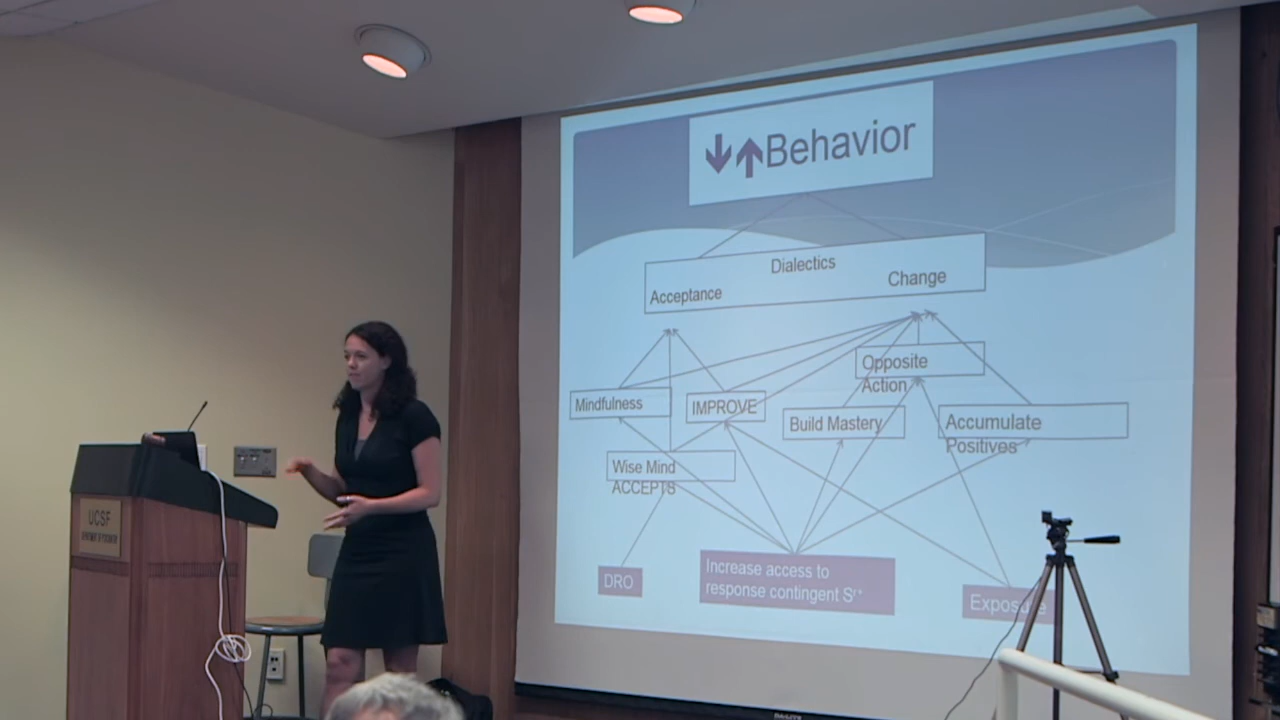 Behavior
Dialectics
Change
Acceptance
Opposite
Action
Mindfulness
IMPROVE
Build Mastery
Accumulate
Positives
Wise Mind
ACCEPTS
DRO
Increase access to
response contingent Sʳ⁺
Exposure
UCSF